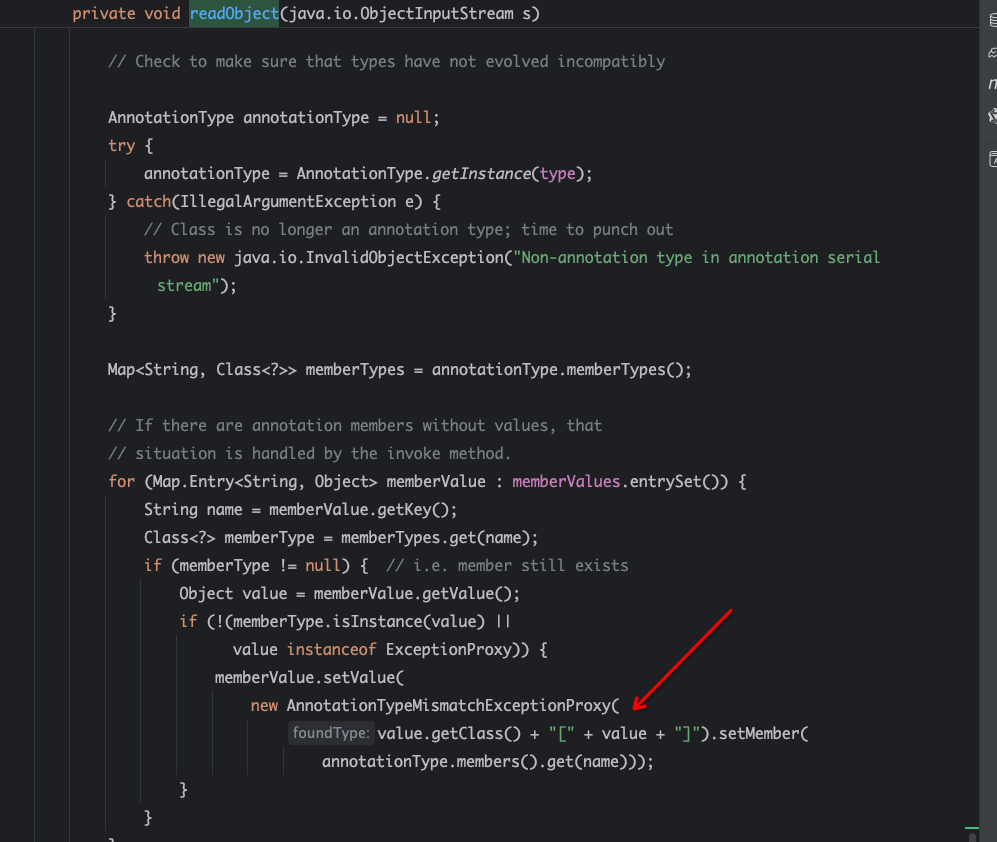 private void readObject(java.io.ObjectInputStream s)
// Check to make sure that types have not evolved incompatibly
AnnotationType annotationType = null;
try {
annotationType = AnnotationType.getInstance(type);
} catch(IllegalArgumentException e) {
// Class is no longer an annotation type; time to punch out
throw new java.io.InvalidObjectException("Non-annotation type in annotation serial
stream");
}
Map<String, Class<?>> memberTypes = annotationType.memberTypes();
// If there are annotation members without values, that
// situation is handled by the invoke method.
for (Map.Entry<String, Object> memberValue : memberValues.entrySet()) {
String name = memberValue.getKey();
Class<?> memberType = memberTypes.get(name);
if (memberType != null) {  // i.e. member still exists
Object value = memberValue.getValue();
if (!(memberType.isInstance(value) ||
value instanceof ExceptionProxy)) {
memberValue.setValue(
new AnnotationTypeMismatchExceptionProxy(
foundType: value.getClass() + "[" + value + "]").setMember(
annotationType.members().get(name)));
}
}